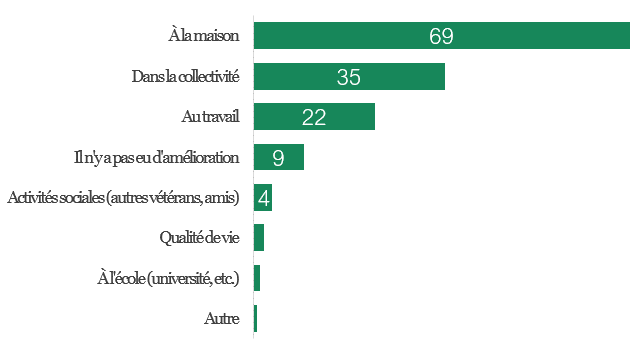 À la maison 69
Dans la collectivité 35
Au travail 22
Il n'y a pas eu d'amélioration 9
Activités sociales (autres vétérans, amis) 4
Qualité de vie
À l'école (université, etc.)
Autre